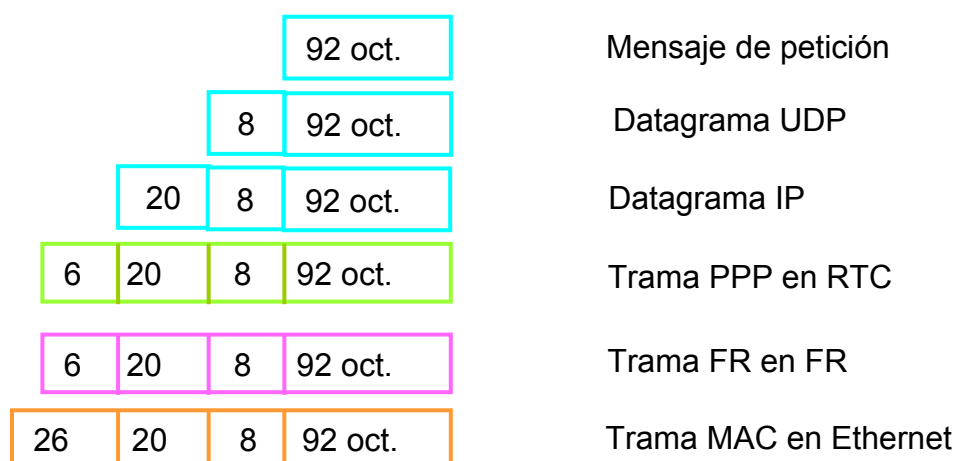 92 oct. Mensaje de petición
8 92 oct. Datagrama UDP
20 8 92 oct. Datagrama IP
6 20 8 92 oct. Trama PPP en RTC
6 20 8 92 oct. Trama FR en FR
26 20 8 92 oct. Trama MAC en Ethernet